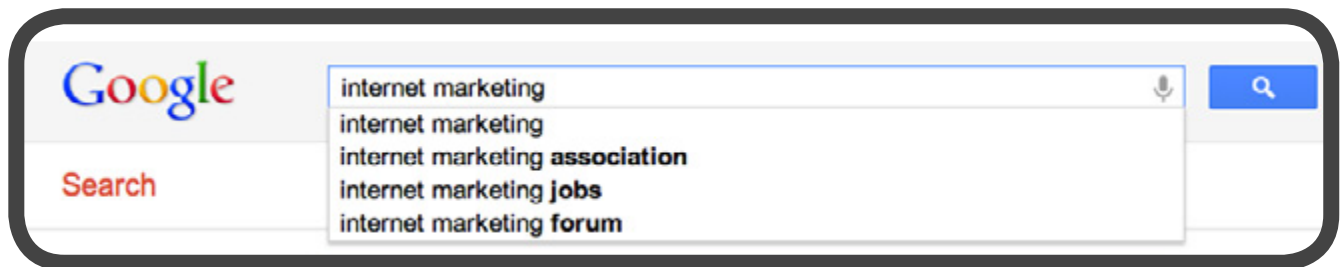 Google
internet marketing
internet marketing
internet marketing association
Search
internet marketing jobs
internet marketing forum